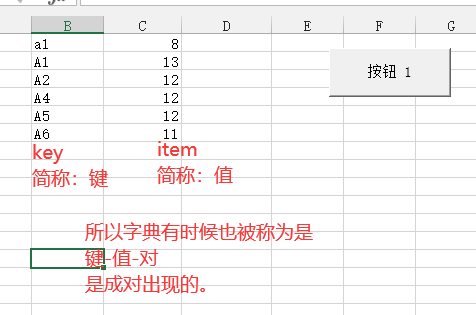 B C D E F G
a1 8
A1 13
A2 12
A4 12
A5 12
A6 11
按钮 1
key item
简称：键 简称：值
所以字典有时候也被称为是
键-值-对
是成对出现的。